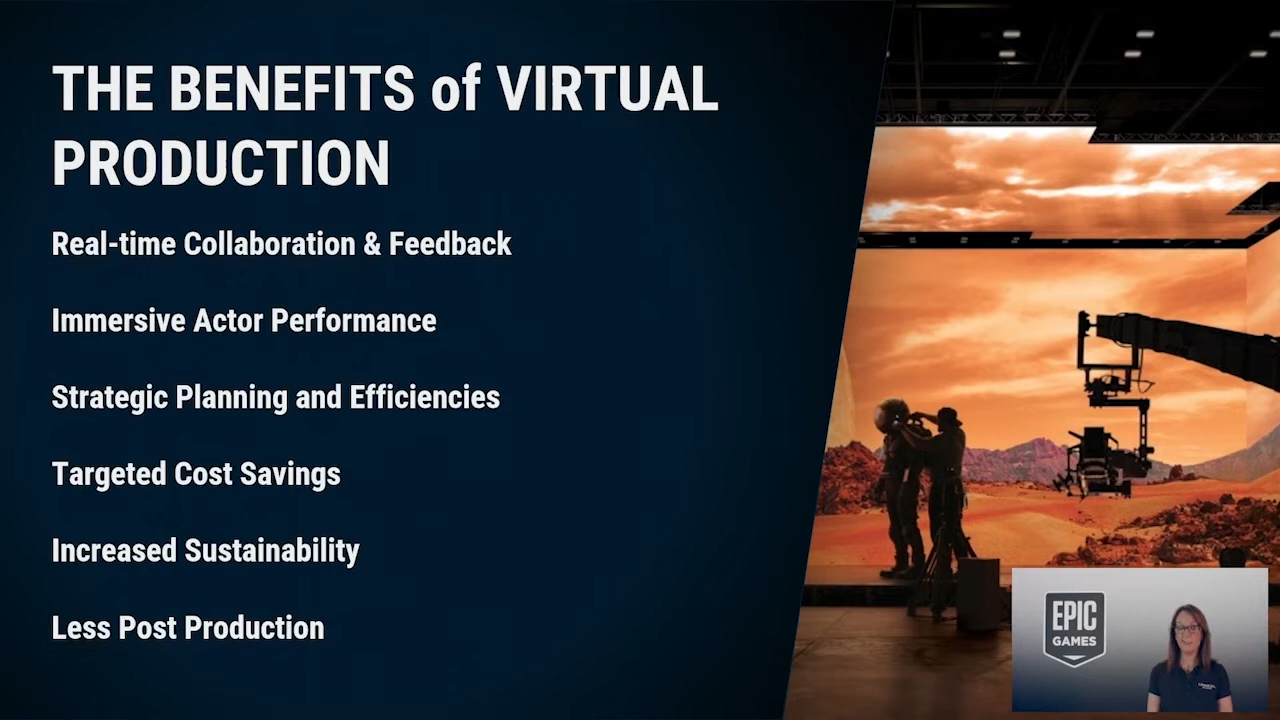 THE BENEFITS of VIRTUAL
PRODUCTION
Real-time Collaboration & Feedback
Immersive Actor Performance
Strategic Planning and Efficiencies
Targeted Cost Savings
Increased Sustainability
Less Post Production
EPIC
GAMES